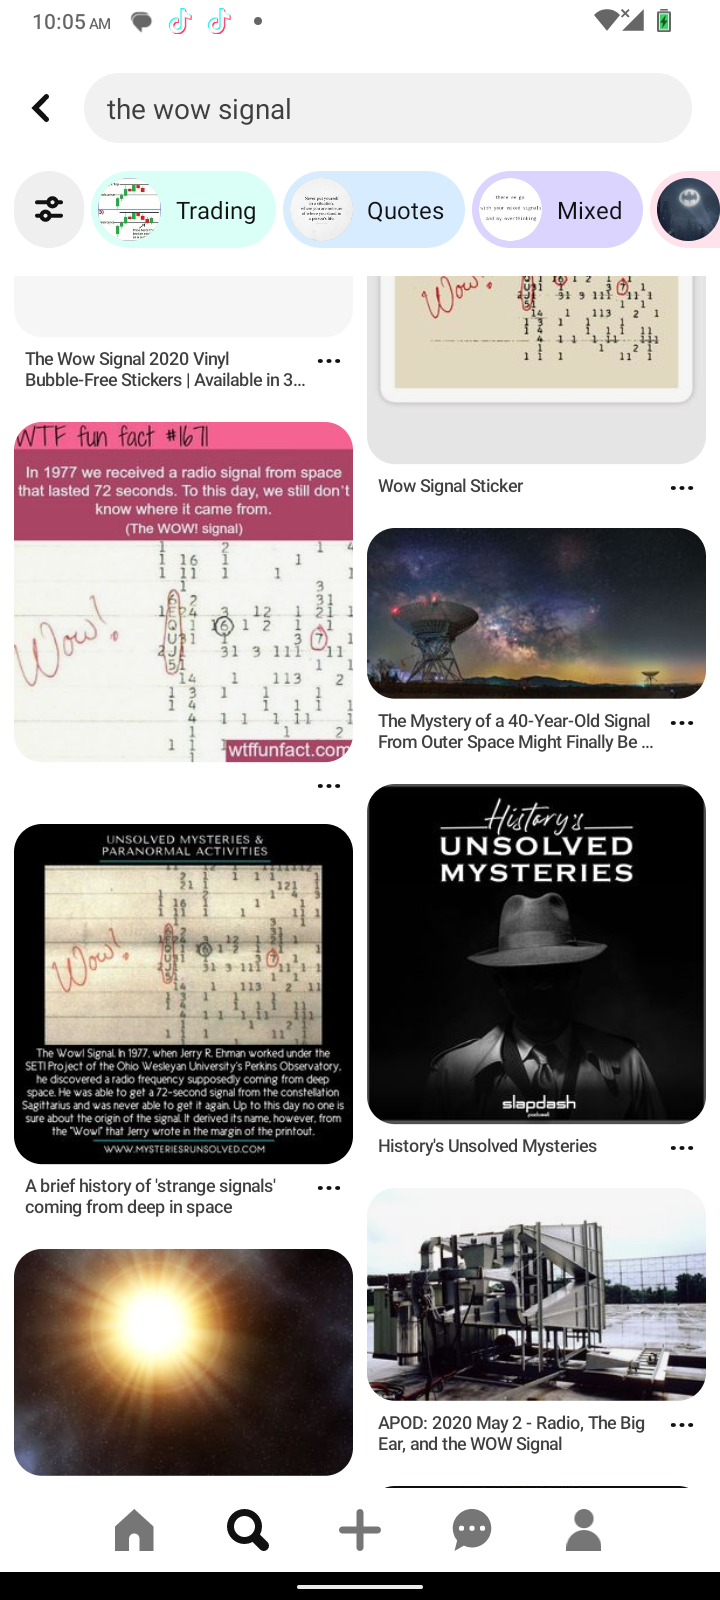 10:05 AM
the wow signal
Trading
Quotes
Mixed
The Wow Signal 2020 Vinyl
Bubble-Free Stickers | Available in 3...
Wow!
Wow Signal Sticker
WTF fun fact #1671
In 1977 we received a radio signal from space
that lasted 72 seconds. To this day, we still don't
know where it came from.
(The WOW! signal)
Wow!
wtffunfact.com
The Mystery of a 40-Year-Old Signal
From Outer Space Might Finally Be ...
UNSOLVED MYSTERIES &
PARANORMAL ACTIVITIES
Wow!
The Wow! Signal. In 1977, when Jerry R. Ehman worked under the
SETI Project of the Ohio Wesleyan University's Perkins Observatory,
he discovered a radio frequency supposedly coming from deep
space. He was able to get a 72-second signal from the constellation
Sagittarius and was never able to get it again. Up to this day no one is
sure about the origin of the signal. It derived its name, however, from
the "Wow!" that Jerry wrote in the margin of the printout.
WWW.MYSTERIESRUNSOLVED.COM
A brief history of 'strange signals'
coming from deep in space
History's
UNSOLVED
MYSTERIES
slapdash
History's Unsolved Mysteries
APOD: 2020 May 2 - Radio, The Big
Ear, and the WOW Signal